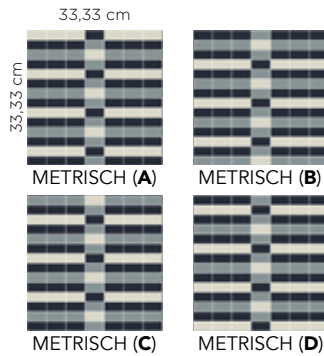 33,33 cm
33,33 cm
METRISCH (A)
METRISCH (B)
METRISCH (C)
METRISCH (D)